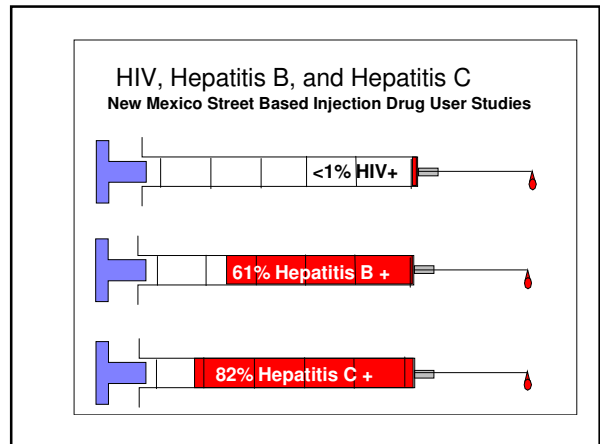 HIV, Hepatitis B, and Hepatitis C
New Mexico Street Based Injection Drug User Studies
<1% HIV+
61% Hepatitis B +
82% Hepatitis C +